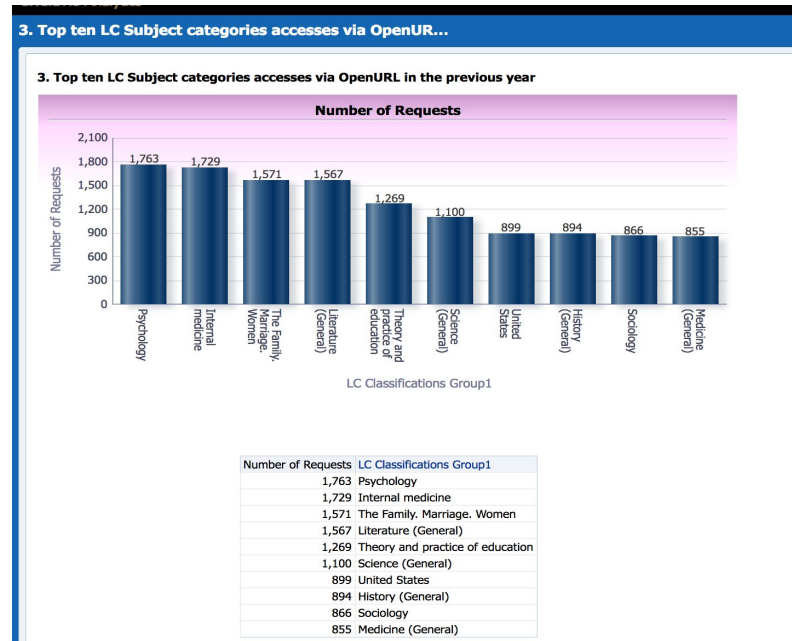 3. Top ten LC Subject categories accesses via OpenUR...
3. Top ten LC Subject categories accesses via OpenURL in the previous year
Number of Requests
Number of Requests
2,100
1,800
1,500
1,200
900
600
300
0
1,763
1,729
1,571
1,567
1,269
1,100
899
894
866
855
Psychology
Internal
medicine
The Family.
Marriage.
Women
Literature
(General)
Theory and
practice of
education
Science
(General)
United
States
History
(General)
Sociology
Medicine
(General)
LC Classifications Group1
Number of Requests LC Classifications Group1
1,763 Psychology
1,729 Internal medicine
1,571 The Family. Marriage. Women
1,567 Literature (General)
1,269 Theory and practice of education
1,100 Science (General)
899 United States
894 History (General)
866 Sociology
855 Medicine (General)